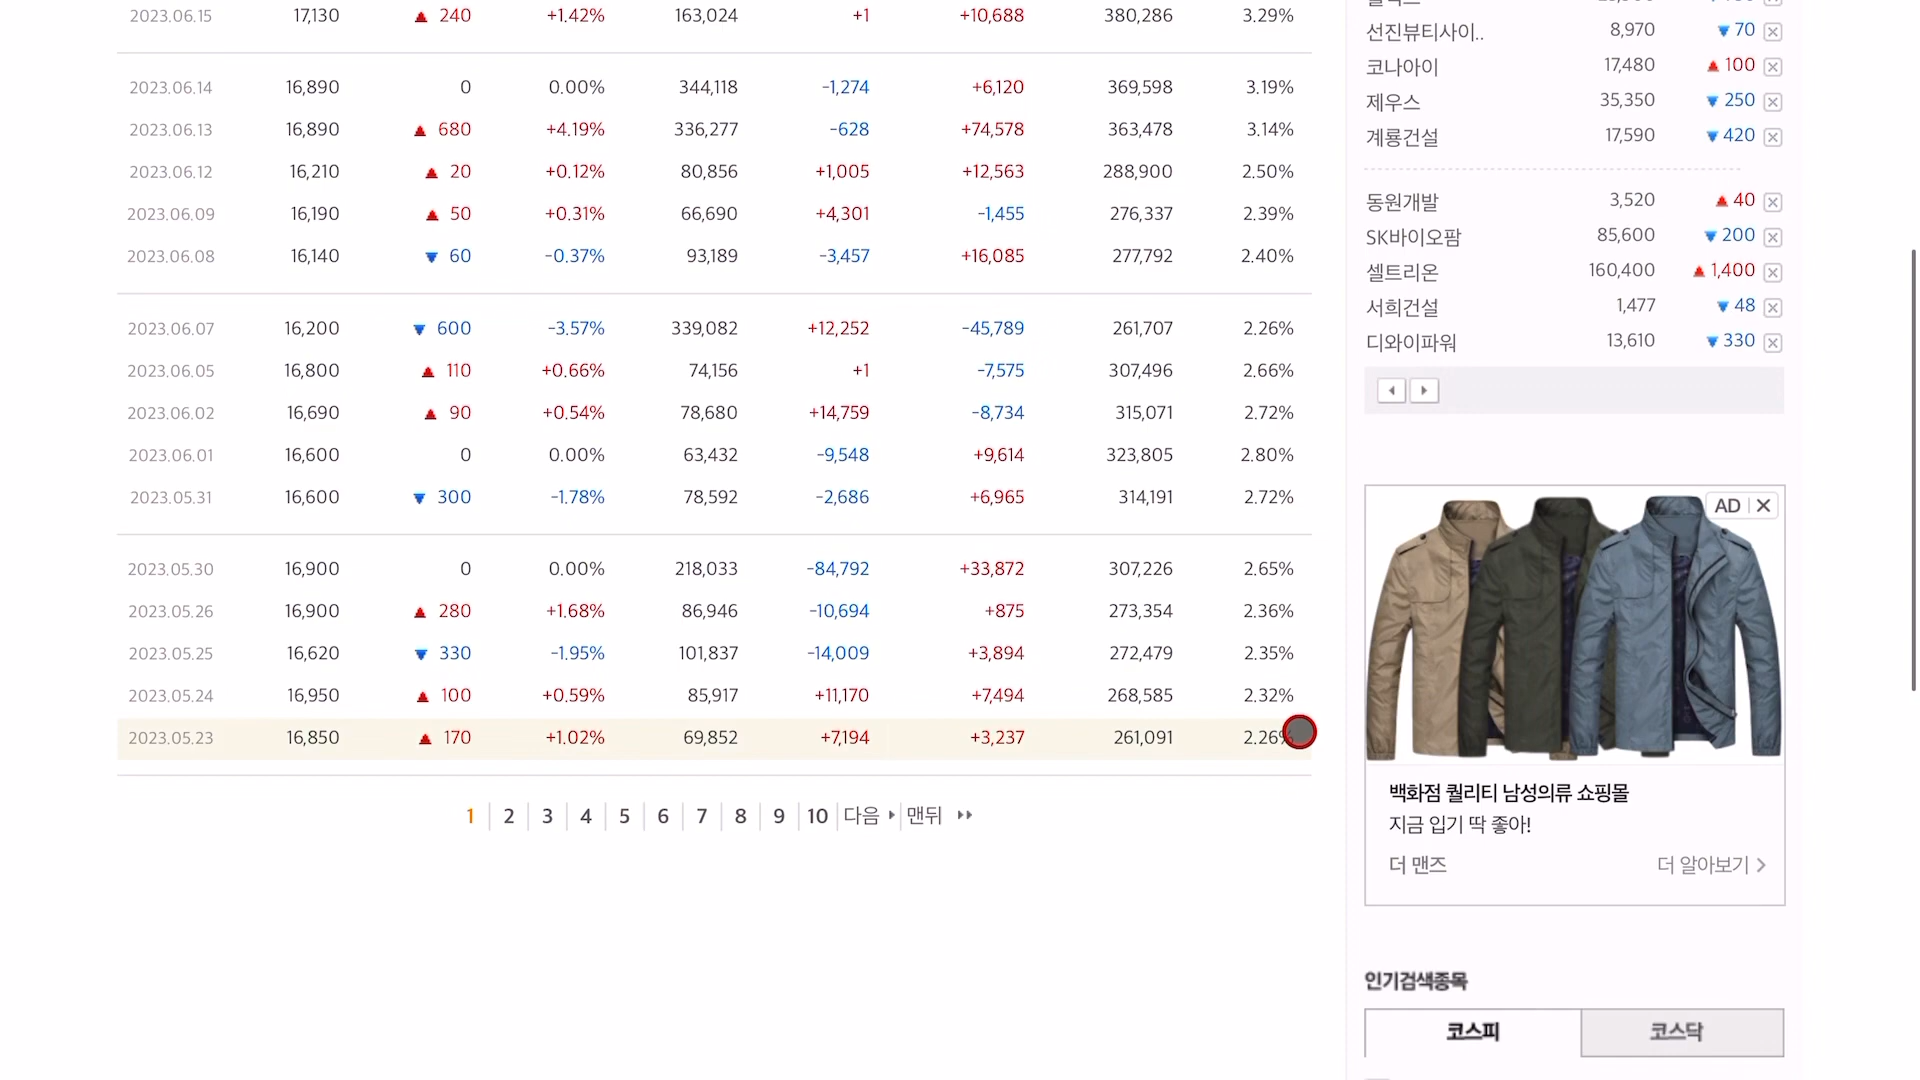 2023.06.15 17,130 ▲ 240 +1.42% 163,024 +1 +10,688 380,286 3.29%
2023.06.14 16,890 0 0.00% 344,118 -1,274 +6,120 369,598 3.19%
2023.06.13 16,890 ▲ 680 +4.19% 336,277 -628 +74,578 363,478 3.14%
2023.06.12 16,210 ▲ 20 +0.12% 80,856 +1,005 +12,563 288,900 2.50%
2023.06.09 16,190 ▲ 50 +0.31% 66,690 +4,301 -1,455 276,337 2.39%
2023.06.08 16,140 ▼ 60 -0.37% 93,189 -3,457 +16,085 277,792 2.40%
2023.06.07 16,200 ▼ 600 -3.57% 339,082 +12,252 -45,789 261,707 2.26%
2023.06.05 16,800 ▲ 110 +0.66% 74,156 +1 -7,575 307,496 2.66%
2023.06.02 16,690 ▲ 90 +0.54% 78,680 +14,759 -8,734 315,071 2.72%
2023.06.01 16,600 0 0.00% 63,432 -9,548 +9,614 323,805 2.80%
2023.05.31 16,600 ▼ 300 -1.78% 78,592 -2,686 +6,965 314,191 2.72%
2023.05.30 16,900 0 0.00% 218,033 -84,792 +33,872 307,226 2.65%
2023.05.26 16,900 ▲ 280 +1.68% 86,946 -10,694 +875 273,354 2.36%
2023.05.25 16,620 ▼ 330 -1.95% 101,837 -14,009 +3,894 272,479 2.35%
2023.05.24 16,950 ▲ 100 +0.59% 85,917 +11,170 +7,494 268,585 2.32%
2023.05.23 16,850 ▲ 170 +1.02% 69,852 +7,194 +3,237 261,091 2.26%
1 2 3 4 5 6 7 8 9 10 다음 맨뒤
선진뷰티사이.. 8,970 ▼ 70
코나아이 17,480 ▲ 100
제우스 35,350 ▼ 250
계룡건설 17,590 ▼ 420
동원개발 3,520 ▲ 40
SK바이오팜 85,600 ▼ 200
셀트리온 160,400 ▲ 1,400
서희건설 1,477 ▼ 48
디와이파워 13,610 ▼ 330
AD
백화점 퀄리티 남성의류 쇼핑몰
지금 입기 딱 좋아!
더 맨즈 더 알아보기
인기검색종목
코스피 코스닥